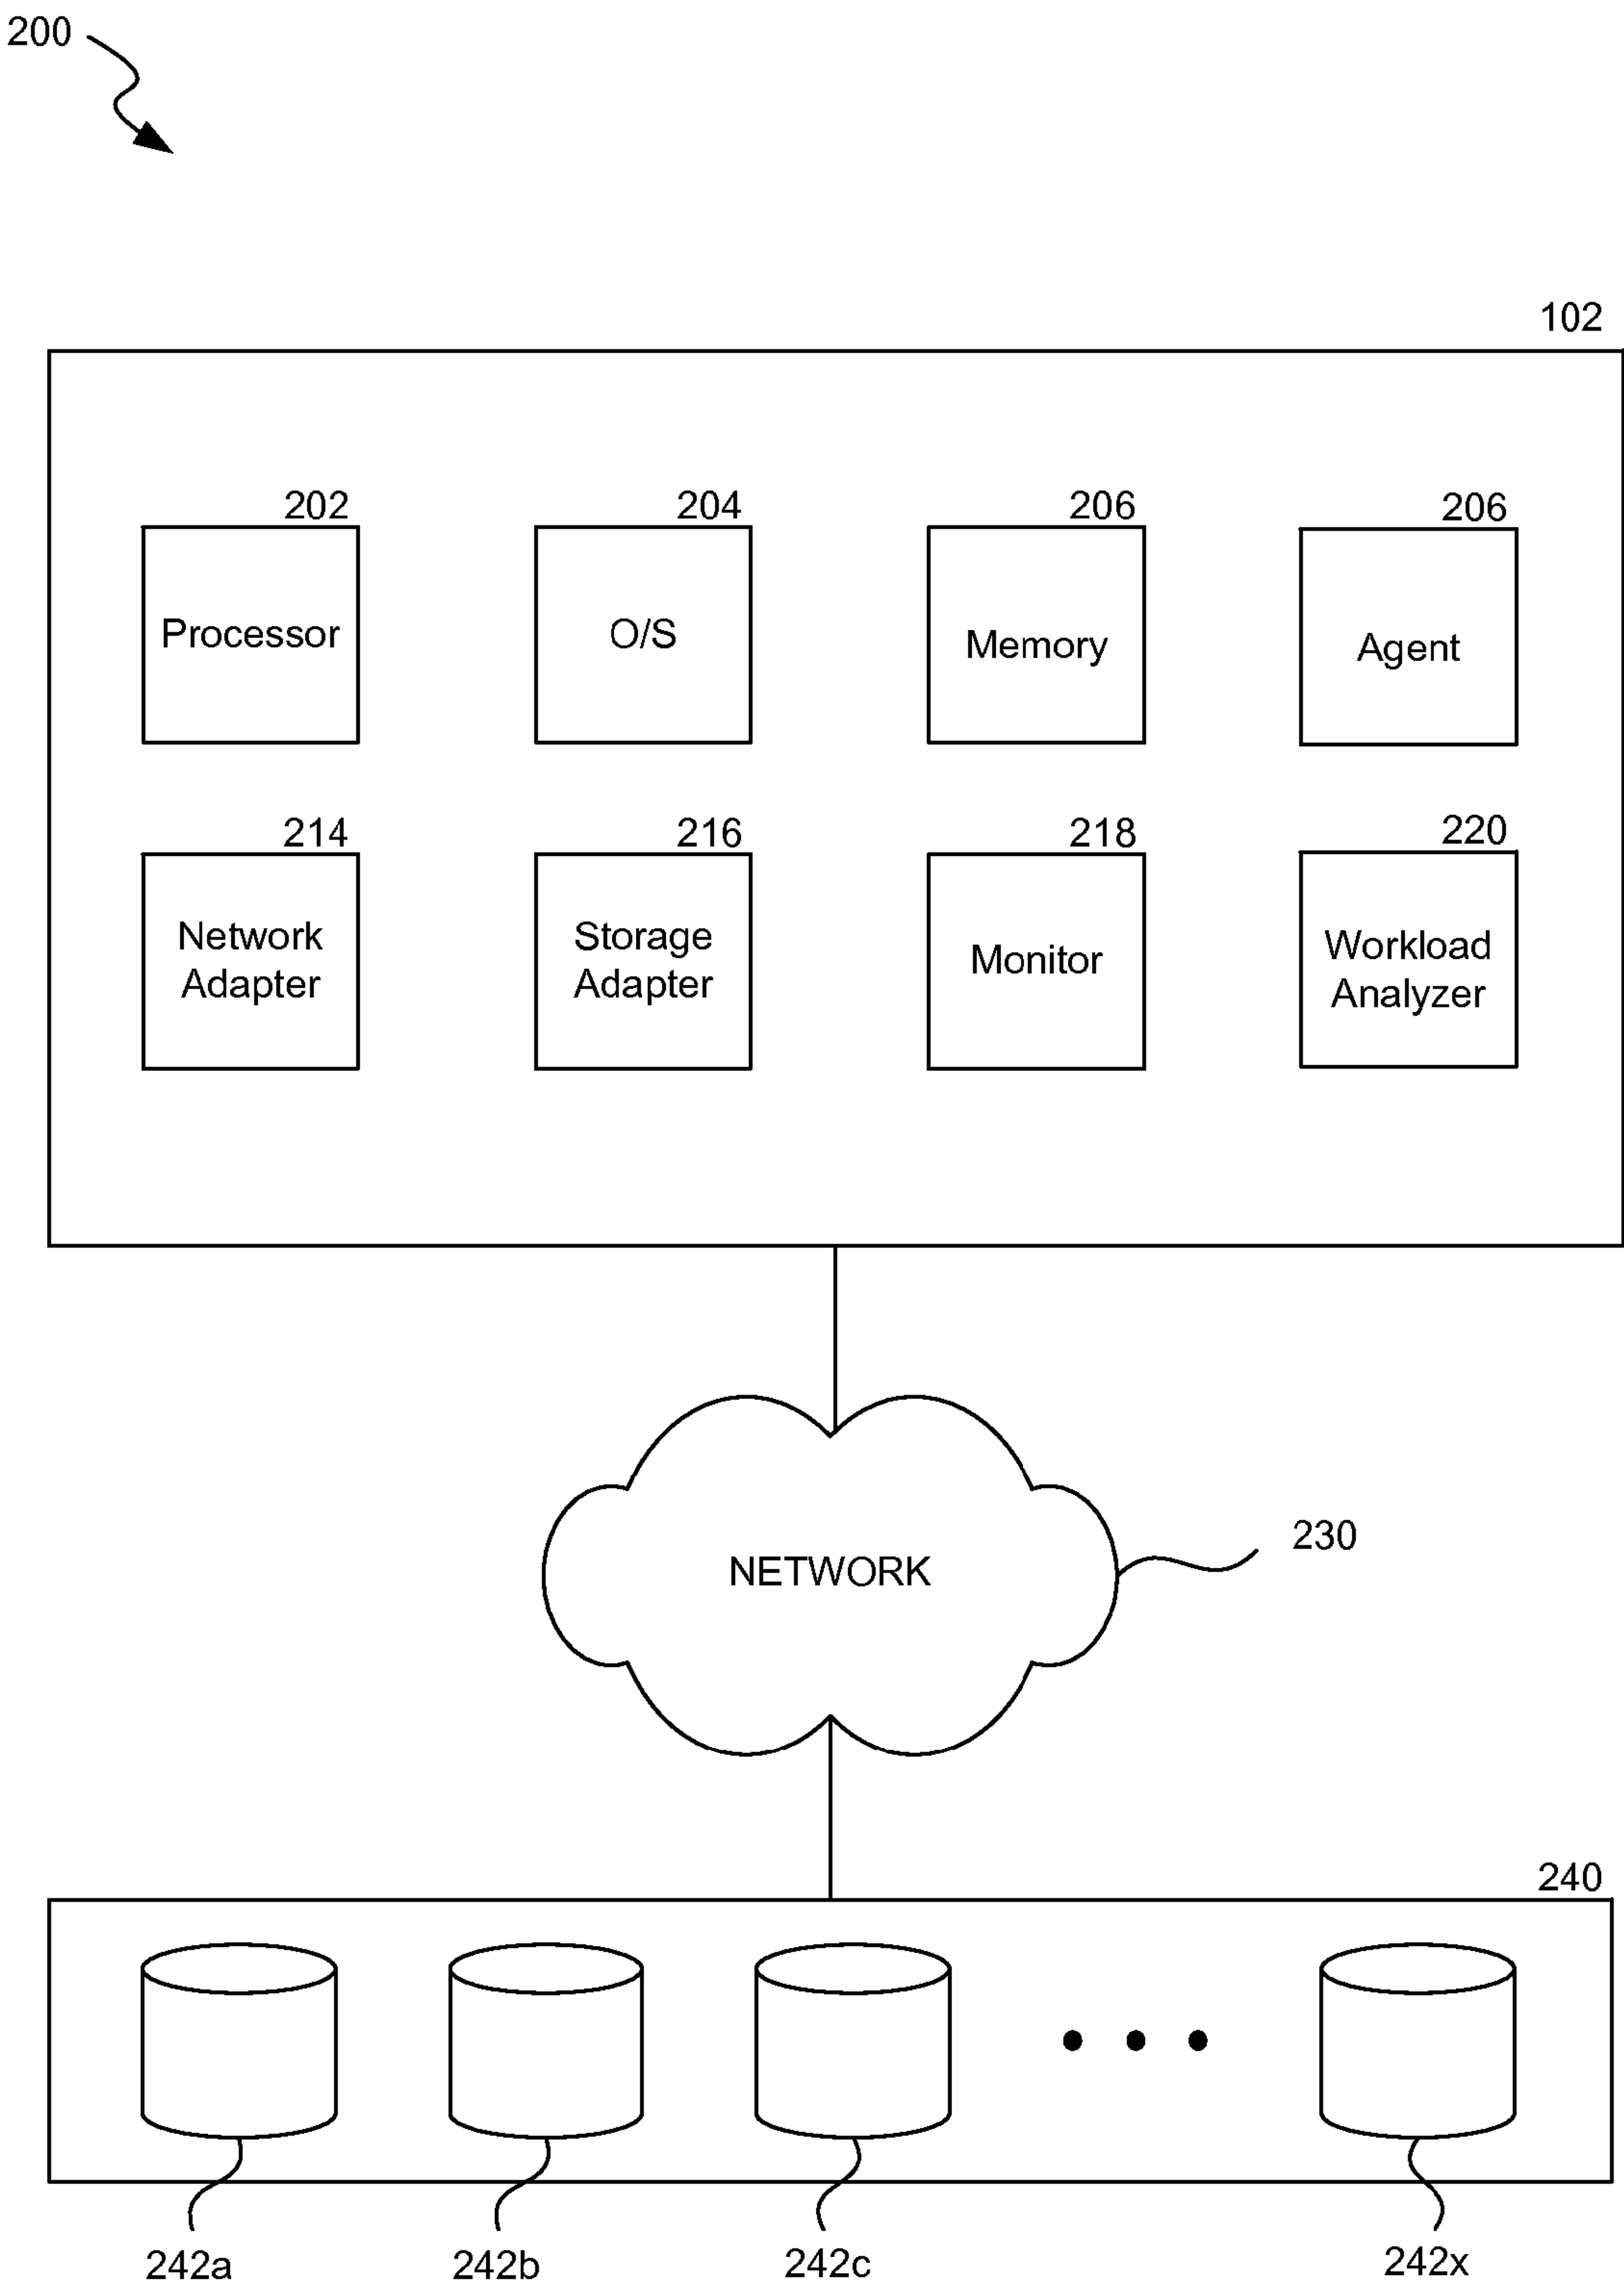 200
102
202
204
206
206
Processor
O/S
Memory
Agent
214
216
218
220
Network
Adapter
Storage
Adapter
Monitor
Workload
Analyzer
NETWORK
230
240
242a
242b
242c
242x